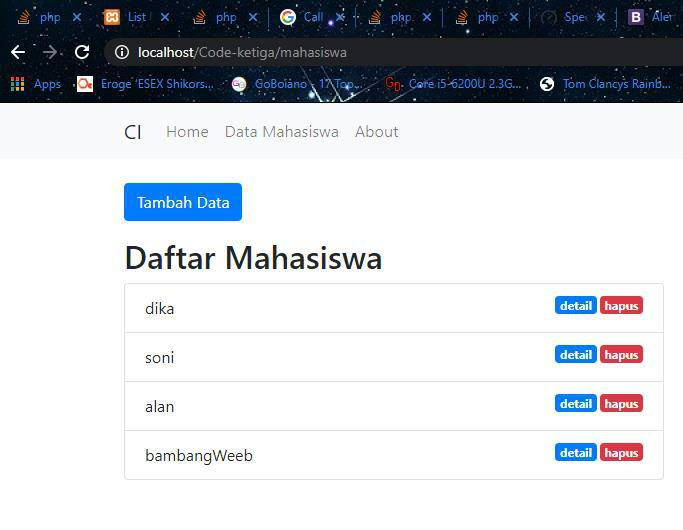 php List php Call php php Spe Aler
localhost/Code-ketiga/mahasiswa
Apps Eroge 'ESEX Shikors... GoBoiano - 17 Top... Core i5-6200U 2.3G... Tom Clancys Rainb...
CI Home Data Mahasiswa About
Tambah Data
Daftar Mahasiswa
dika detail hapus
soni detail hapus
alan detail hapus
bambangWeeb detail hapus